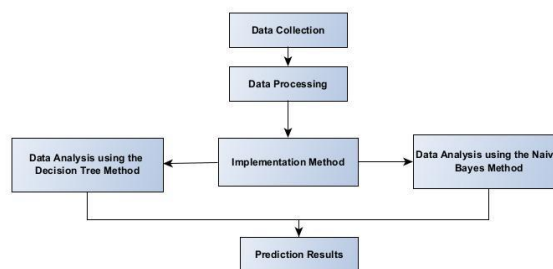 Data Collection
Data Processing
Data Analysis using the
Decision Tree Method
Implementation Method
Data Analysis using the Naiv
Bayes Method
Prediction Results